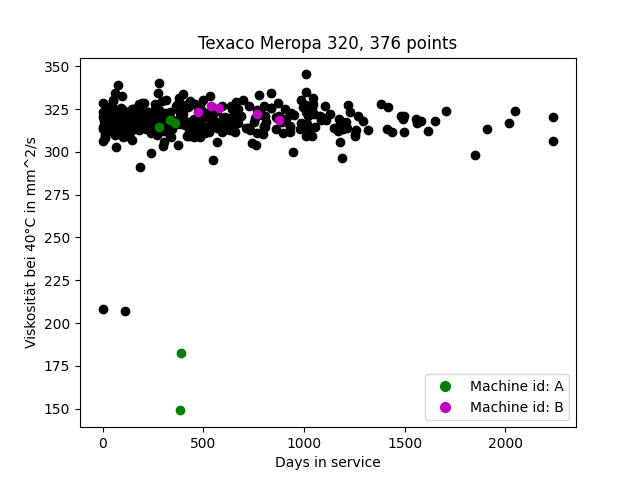 Texaco Meropa 320, 376 points
350
325
300
275
250
225
200
175
150
Viskosität bei 40°C in mm^2/s
0
500
1000
1500
2000
Days in service
Machine id: A
Machine id: B